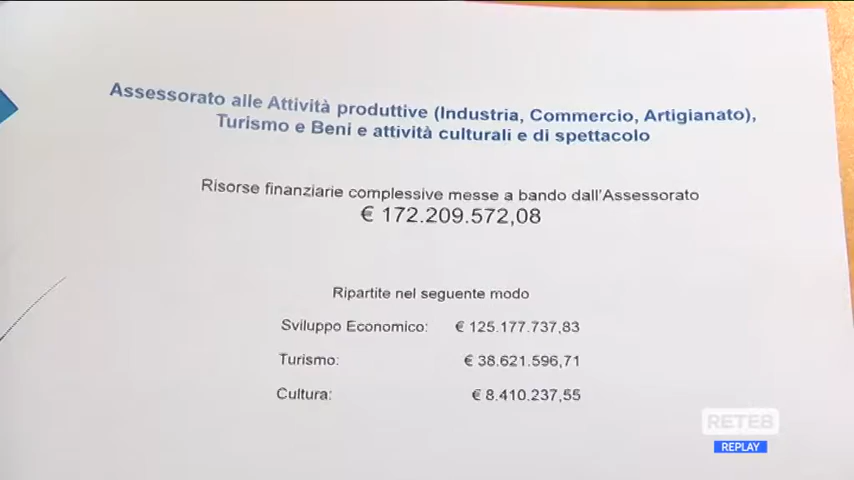 Assessorato alle Attività produttive (Industria, Commercio, Artigianato),
Turismo e Beni e attività culturali e di spettacolo
Risorse finanziarie complessive messe a bando dall'Assessorato
€ 172.209.572,08
Ripartite nel seguente modo
Sviluppo Economico: € 125.177.737,83
Turismo: € 38.621.596,71
Cultura: € 8.410.237,55
RETE8
REPLAY